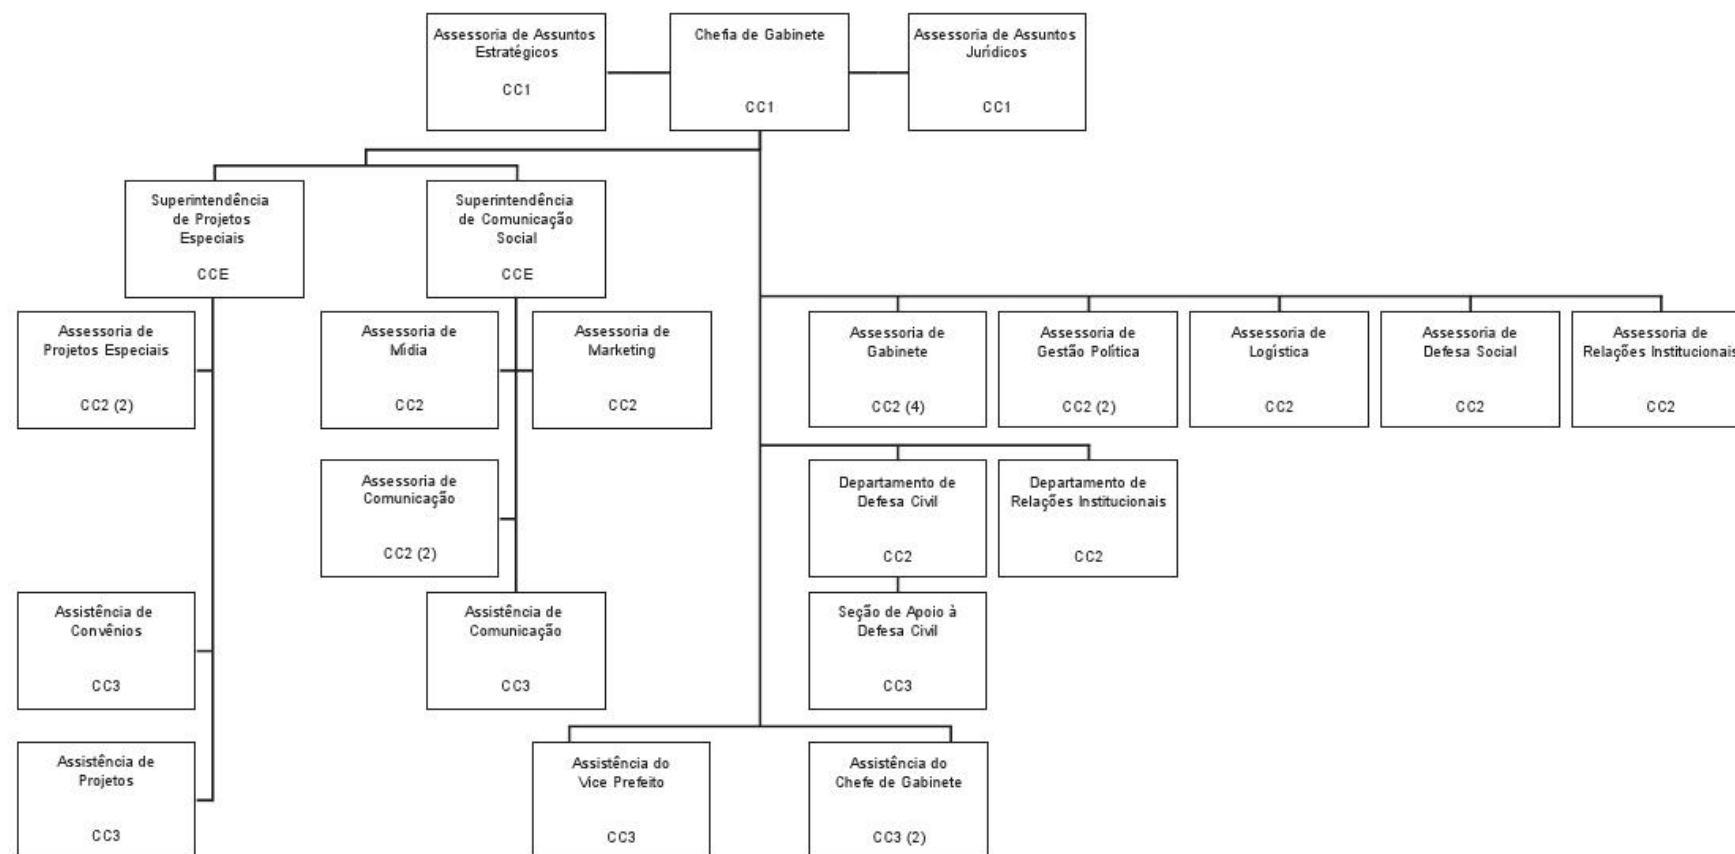 Assessoria de Assuntos
Estratégicos
CC1
Chefia de Gabinete
CC1
Assessoria de Assuntos
Jurídicos
CC1
Superintendência
de Projetos
Especiais
CCE
Superintendência
de Comunicação
Social
CCE
Assessoria de
Projetos Especiais
CC2 (2)
Assessoria de
Mídia
CC2
Assessoria de
Marketing
CC2
Assessoria de
Gabinete
CC2 (4)
Assessoria de
Gestão Política
CC2 (2)
Assessoria de
Logística
CC2
Assessoria de
Defesa Social
CC2
Assessoria de
Relações Institucionais
CC2
Assessoria de
Comunicação
CC2 (2)
Departamento de
Defesa Civil
CC2
Departamento de
Relações Institucionais
CC2
Assistência de
Convênios
CC3
Assistência de
Comunicação
CC3
Seção de Apoio à
Defesa Civil
CC3
Assistência de
Projetos
CC3
Assistência do
Vice Prefeito
CC3
Assistência do
Chefe de Gabinete
CC3 (2)